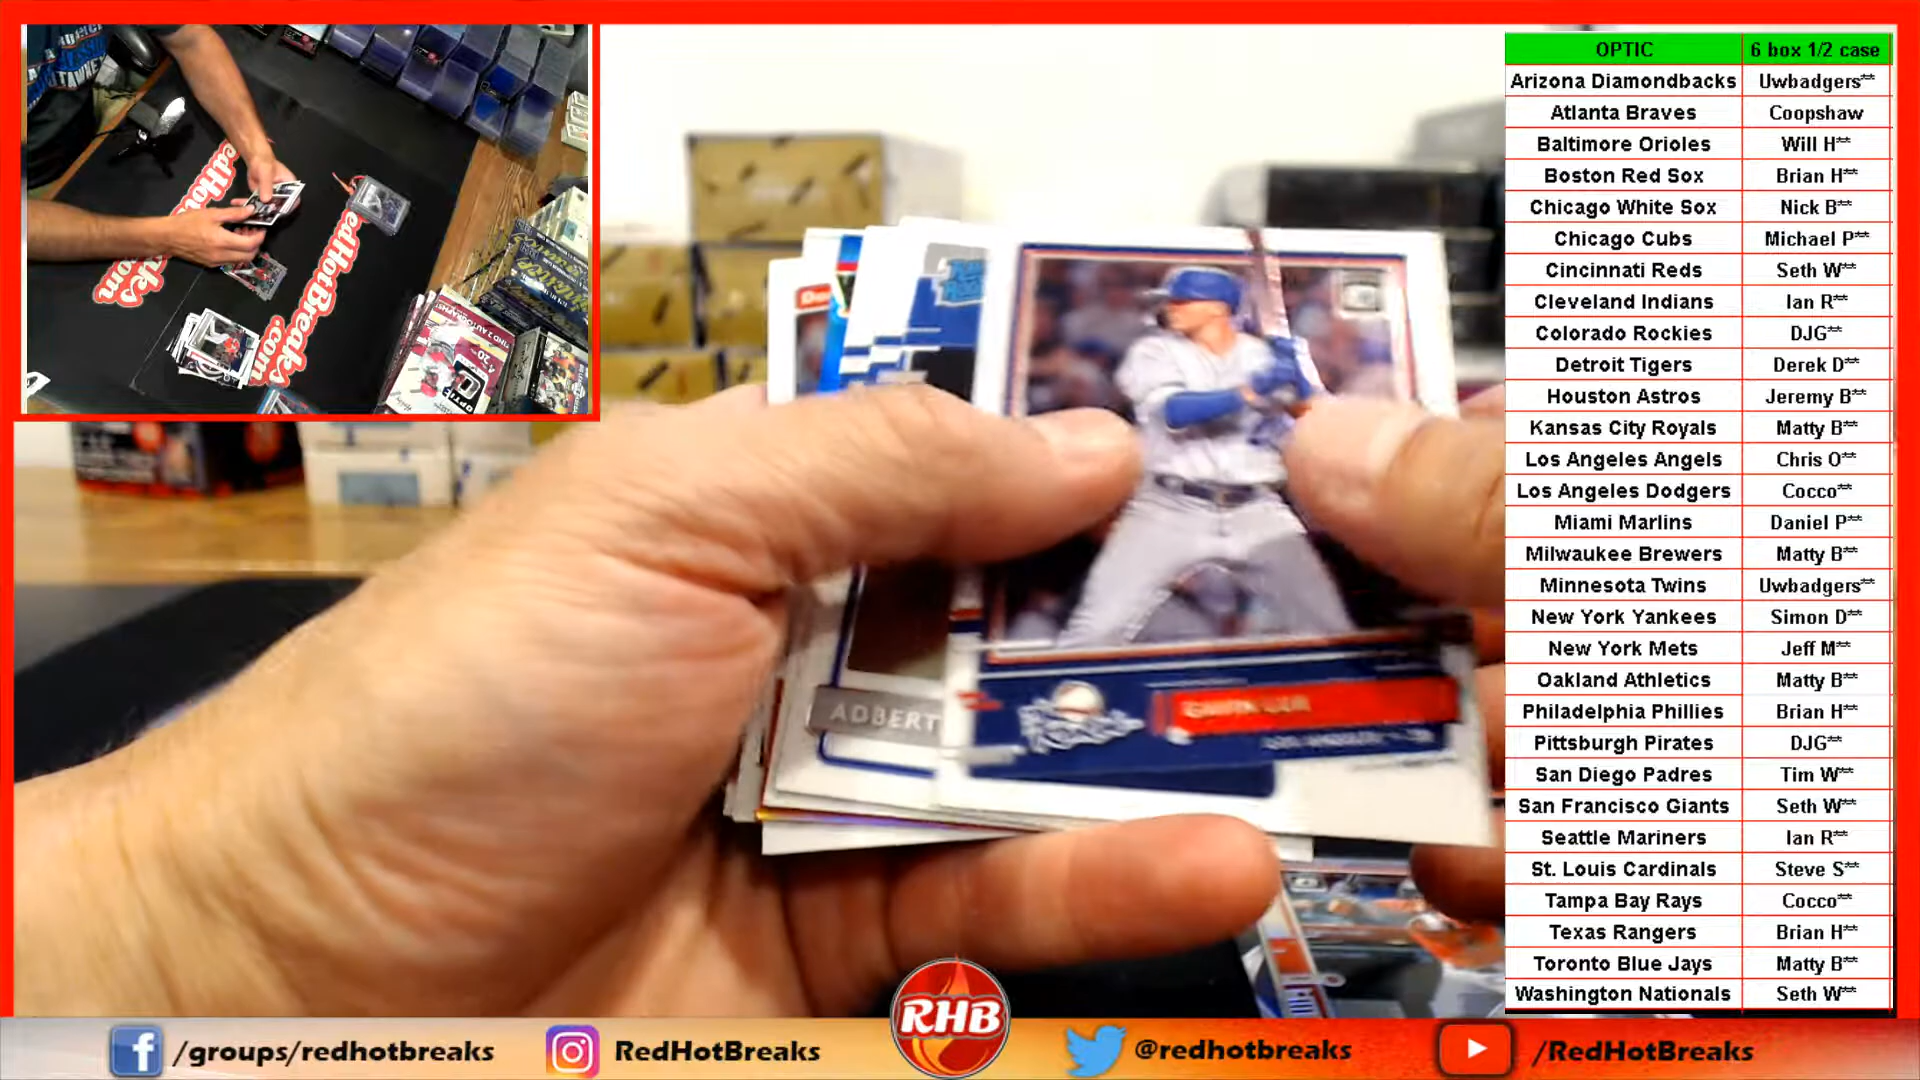 OPTIC 6 box 1/2 case
Arizona Diamondbacks Uwbadgers**
Atlanta Braves Coopshaw
Baltimore Orioles Will H**
Boston Red Sox Brian H**
Chicago White Sox Nick B**
Chicago Cubs Michael P**
Cincinnati Reds Seth W**
Cleveland Indians Ian R**
Colorado Rockies DJG**
Detroit Tigers Derek D**
Houston Astros Jeremy B**
Kansas City Royals Matty B**
Los Angeles Angels Chris O**
Los Angeles Dodgers Cocco**
Miami Marlins Daniel P**
Milwaukee Brewers Matty B**
Minnesota Twins Uwbadgers**
New York Yankees Simon D**
New York Mets Jeff M**
Oakland Athletics Matty B**
Philadelphia Phillies Brian H**
Pittsburgh Pirates DJG**
San Diego Padres Tim W**
San Francisco Giants Seth W**
Seattle Mariners Ian R**
St. Louis Cardinals Steve S**
Tampa Bay Rays Cocco**
Texas Rangers Brian H**
Toronto Blue Jays Matty B**
Washington Nationals Seth W**
edHotBreaks
.com
OPTIC
ADBERT
RHB
/groups/redhotbreaks
RedHotBreaks
@redhotbreaks
/RedHotBreaks